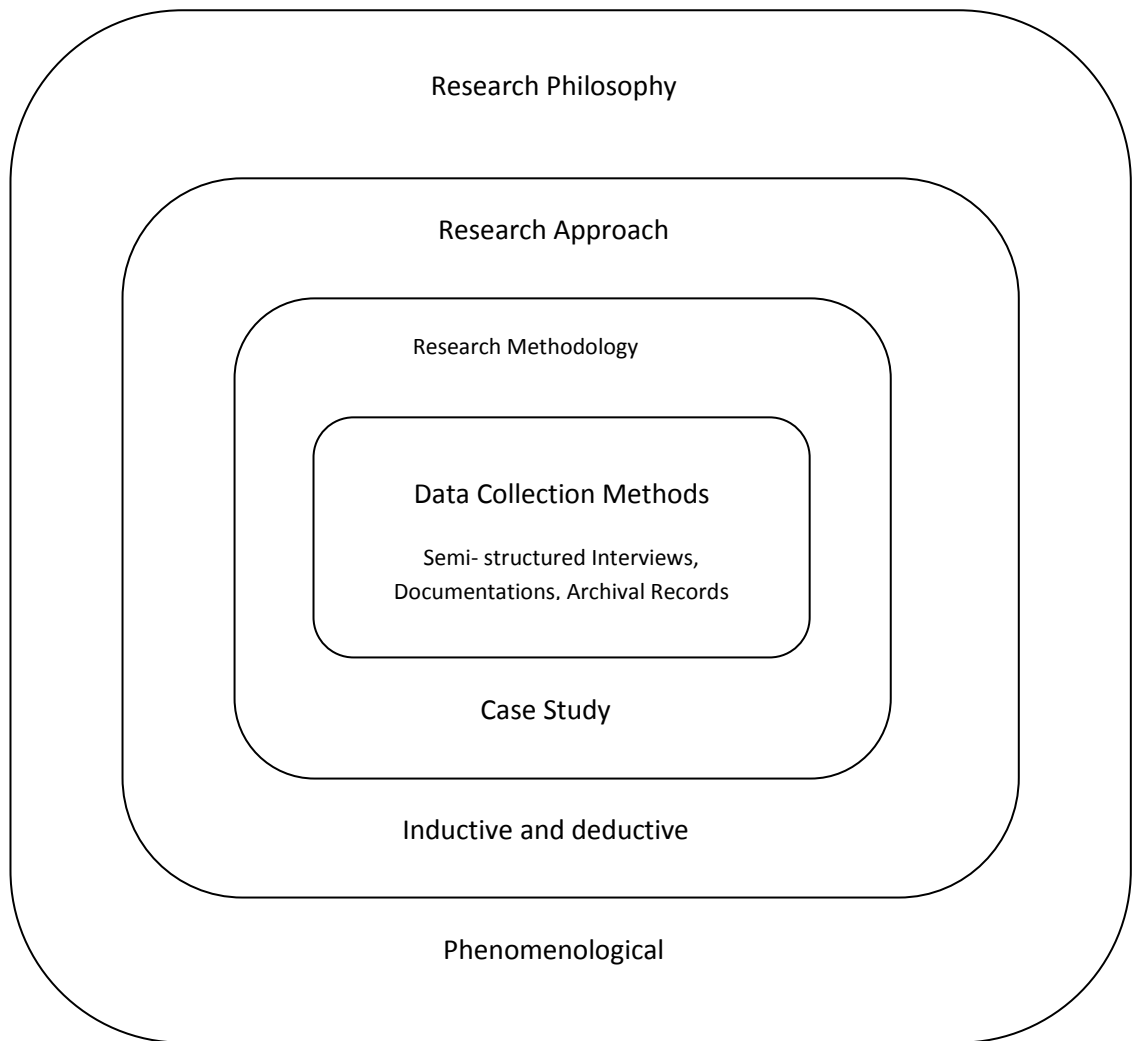 Research Philosophy
Research Approach
Research Methodology
Data Collection Methods
Semi- structured Interviews,
Documentations, Archival Records
Case Study
Inductive and deductive
Phenomenological